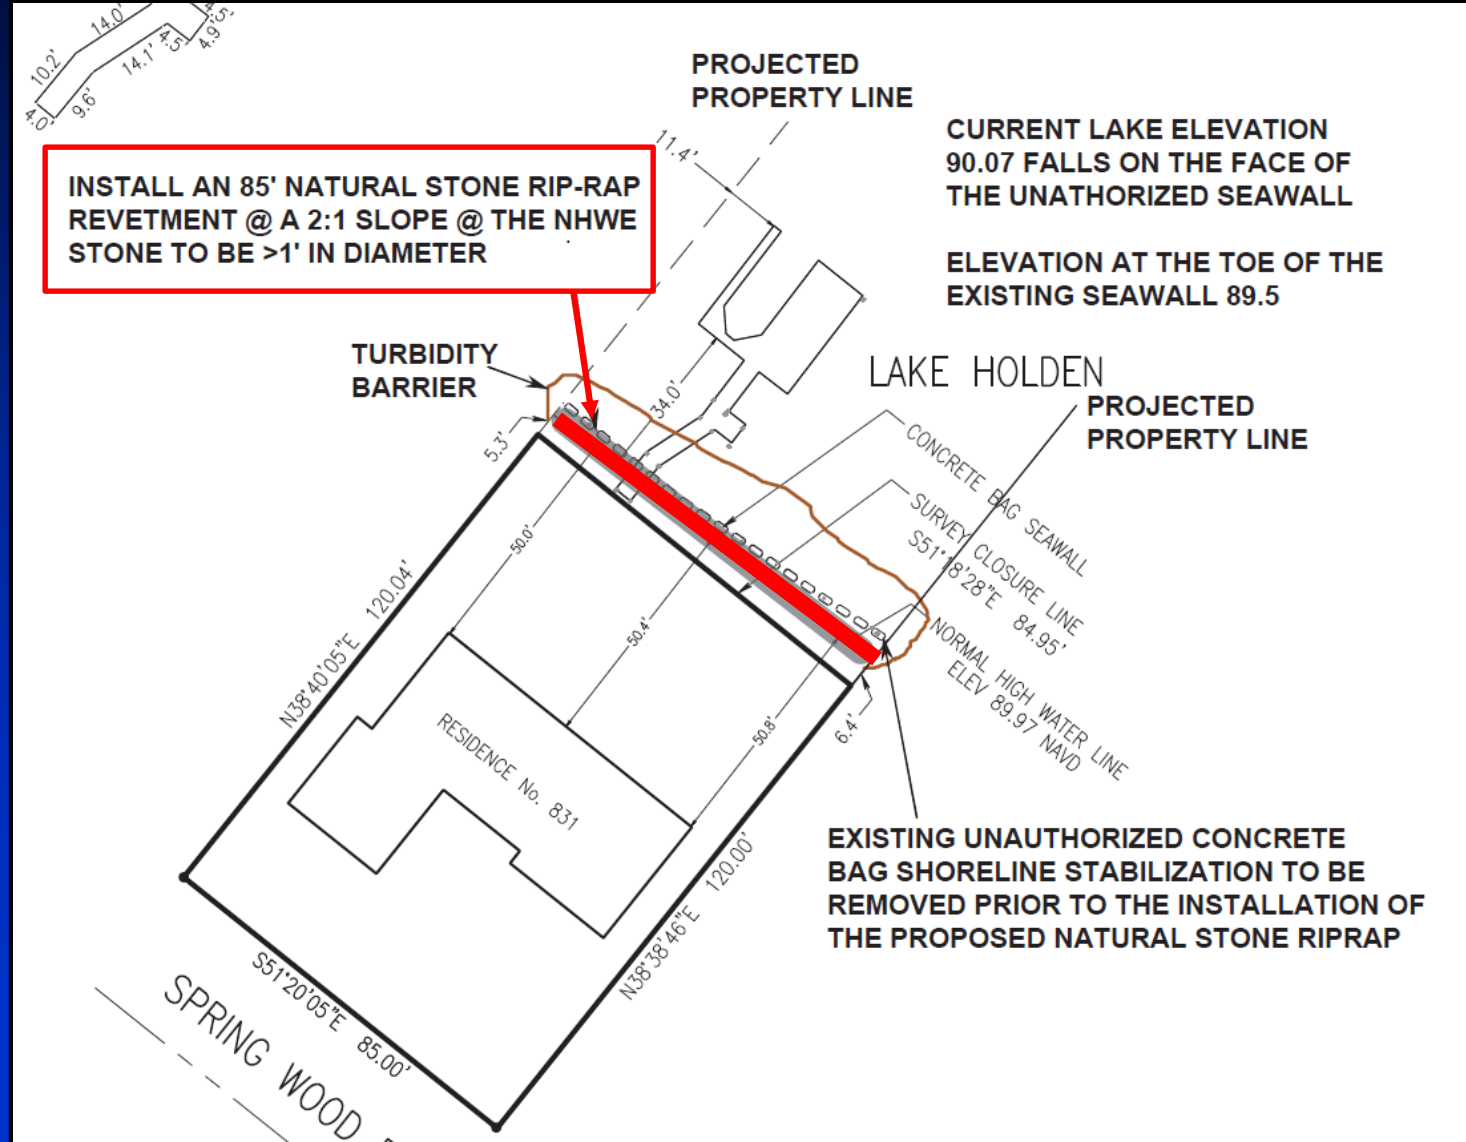 14.0'
4.5'
10.2'
14.1'
4.5'
4.9'
9.6'
4.0'
PROJECTED
PROPERTY LINE
11.4'
CURRENT LAKE ELEVATION
90.07 FALLS ON THE FACE OF
THE UNATHORIZED SEAWALL
ELEVATION AT THE TOE OF THE
EXISTING SEAWALL 89.5
INSTALL AN 85' NATURAL STONE RIP-RAP
REVETMENT @ A 2:1 SLOPE @ THE NHWE
STONE TO BE >1' IN DIAMETER
TURBIDITY
BARRIER
LAKE HOLDEN
PROJECTED
PROPERTY LINE
34.0'
5.3'
CONCRETE BAG SEAWALL
SURVEY CLOSURE LINE
S51°18'28"E 84.95'
NORMAL HIGH WATER LINE
ELEV 89.97 NAVD
50.0'
50.4'
50.8'
6.4'
N38°40'05"E 120.04'
RESIDENCE No. 831
N38°38'46"E 120.00'
EXISTING UNAUTHORIZED CONCRETE
BAG SHORELINE STABILIZATION TO BE
REMOVED PRIOR TO THE INSTALLATION OF
THE PROPOSED NATURAL STONE RIPRAP
S51°20'05"E 85.00'
SPRING WOOD